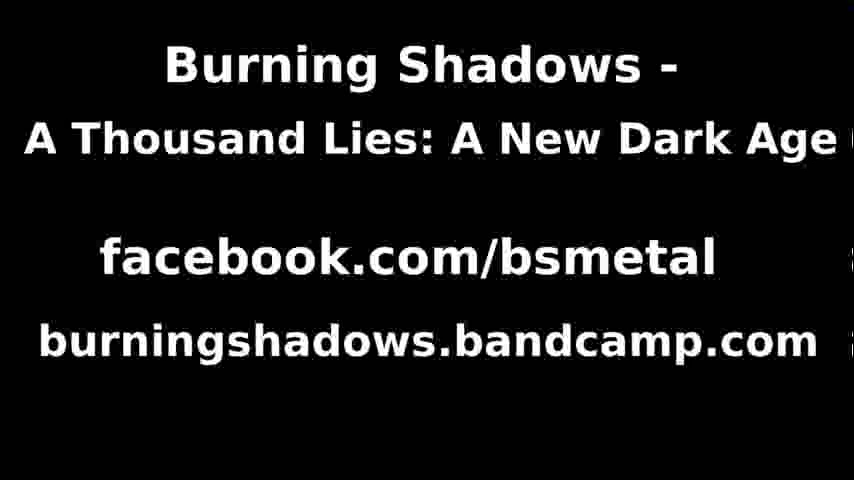 Burning Shadows -
A Thousand Lies: A New Dark Age
facebook.com/bsmetal
burningshadows.bandcamp.com